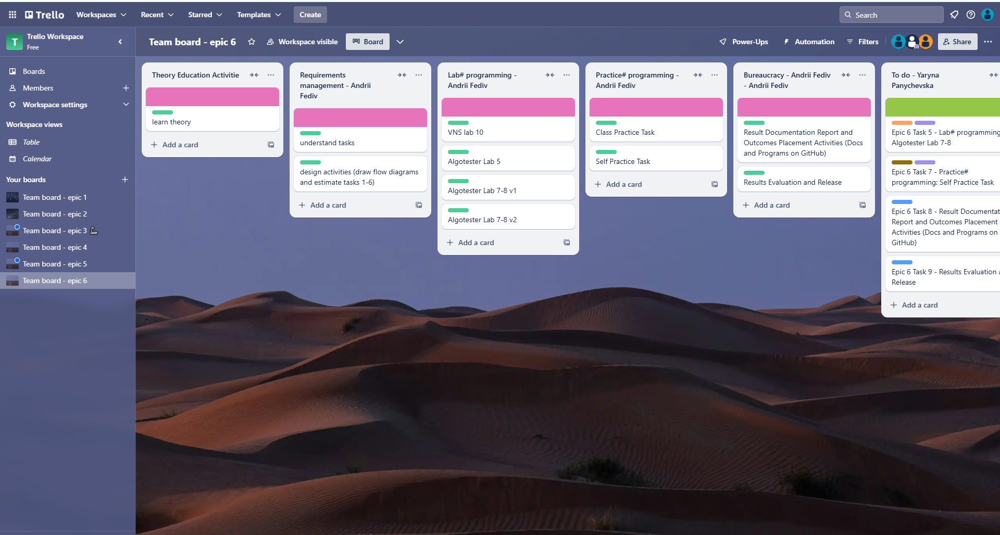 Trello
Workspaces
Recent
Starred
Templates
Create
Search
T
Trello Workspace
Free
Team board - epic 6
Workspace visible
Board
Power-Ups
Automation
Filters
Share
Boards
Members
Workspace settings
Workspace views
Table
Calendar
Your boards
Team board - epic 1
Team board - epic 2
Team board - epic 3
Team board - epic 4
Team board - epic 5
Team board - epic 6
Theory Education Activitie
learn theory
Add a card
Requirements
management - Andrii
Fediv
understand tasks
design activities (draw flow diagrams
and estimate tasks 1-6)
Add a card
Lab# programming -
Andrii Fediv
VNS lab 10
Algotester Lab 5
Algotester Lab 7-8 v1
Algotester Lab 7-8 v2
Add a card
Practice# programming -
Andrii Fediv
Class Practice Task
Self Practice Task
Add a card
Bureaucracy - Andrii Fediv
- Andrii Fediv
Result Documentation Report and
Outcomes Placement Activities (Docs
and Programs on GitHub)
Results Evaluation and Release
Add a card
To do - Yaryna
Panychevska
Epic 6 Task 5 - Lab# programming
Algotester Lab 7-8
Epic 6 Task 7 - Practice#
programming: Self Practice Task
Epic 6 Task 8 - Result Documentat
Report and Outcomes Placement
Activities (Docs and Programs on
GitHub)
Epic 6 Task 9 - Results Evaluation a
Release
Add a card